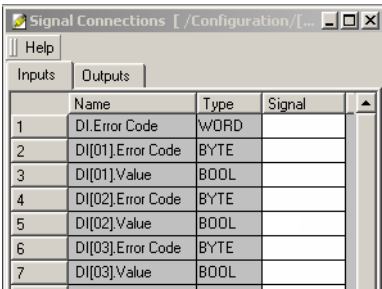 Signal Connections [ /Configuration/[...
Help
Inputs Outputs
Name Type Signal
1 DI.Error Code WORD
2 DI[01].Error Code BYTE
3 DI[01].Value BOOL
4 DI[02].Error Code BYTE
5 DI[02].Value BOOL
6 DI[03].Error Code BYTE
7 DI[03].Value BOOL